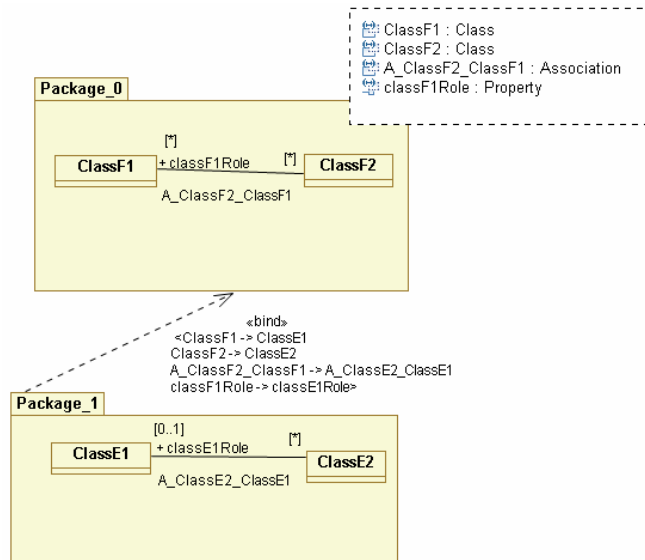 ClassF1 : Class
ClassF2 : Class
A_ClassF2_ClassF1 : Association
classF1Role : Property
Package_0
[*]
ClassF1
+ classF1Role
[*]
ClassF2
A_ClassF2_ClassF1
«bind»
<ClassF1 -> ClassE1
ClassF2 -> ClassE2
A_ClassF2_ClassF1 -> A_ClassE2_ClassE1
classF1Role -> classE1Role>
Package_1
[0..1]
ClassE1
+ classE1Role
[*]
ClassE2
A_ClassE2_ClassE1